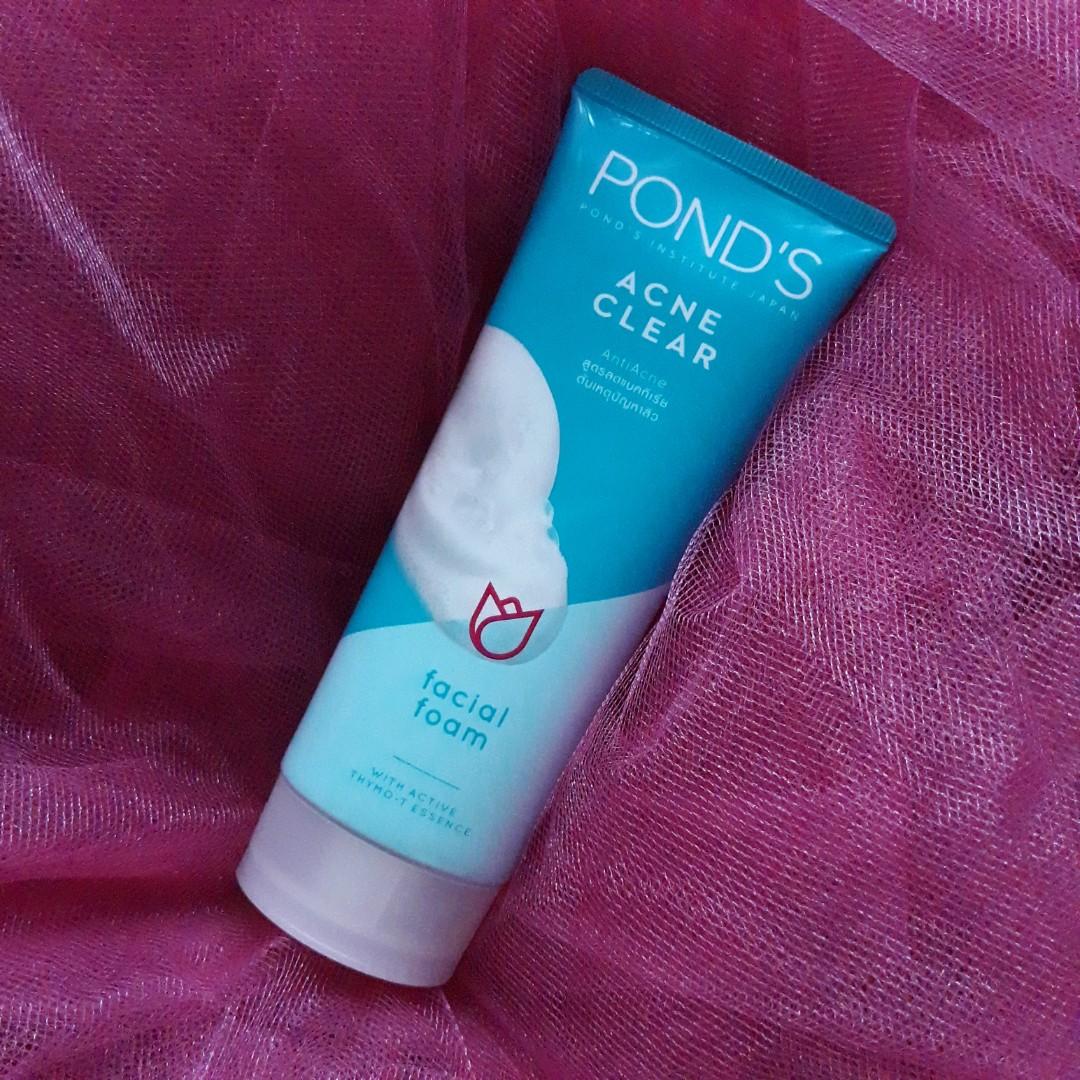 POND'S
POND'S INSTITUTE JAPAN
ACNE
CLEAR
AntiAcne
สูตรลดแบคทีเรีย
ต้นเหตุปัญหาสิว
facial
foam
WITH ACTIVE
THYMO-T ESSENCE